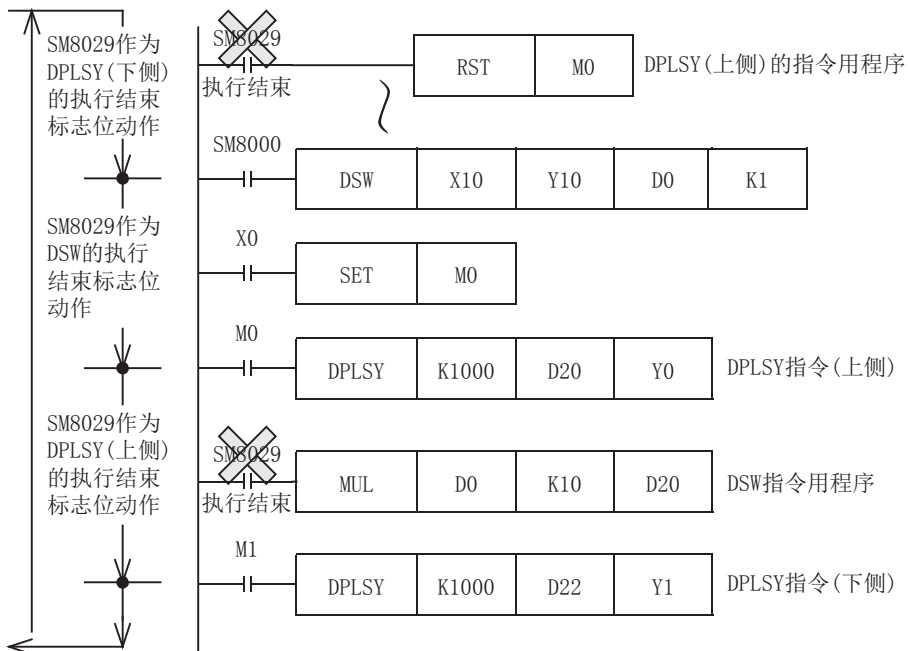 SM8029作为
DPLSY(下侧)
的执行结束
标志位动作
SM8029
执行结束
RST M0
DPLSY(上侧)的指令用程序
SM8000
DSW X10 Y10 D0 K1
SM8029作为
DSW的执行
结束标志位
动作
X0
SET M0
M0
DPLSY K1000 D20 Y0
DPLSY指令(上侧)
SM8029作为
DPLSY(上侧)
的执行结束
标志位动作
SM8029
执行结束
MUL D0 K10 D20
DSW指令用程序
M1
DPLSY K1000 D22 Y1
DPLSY指令(下侧)